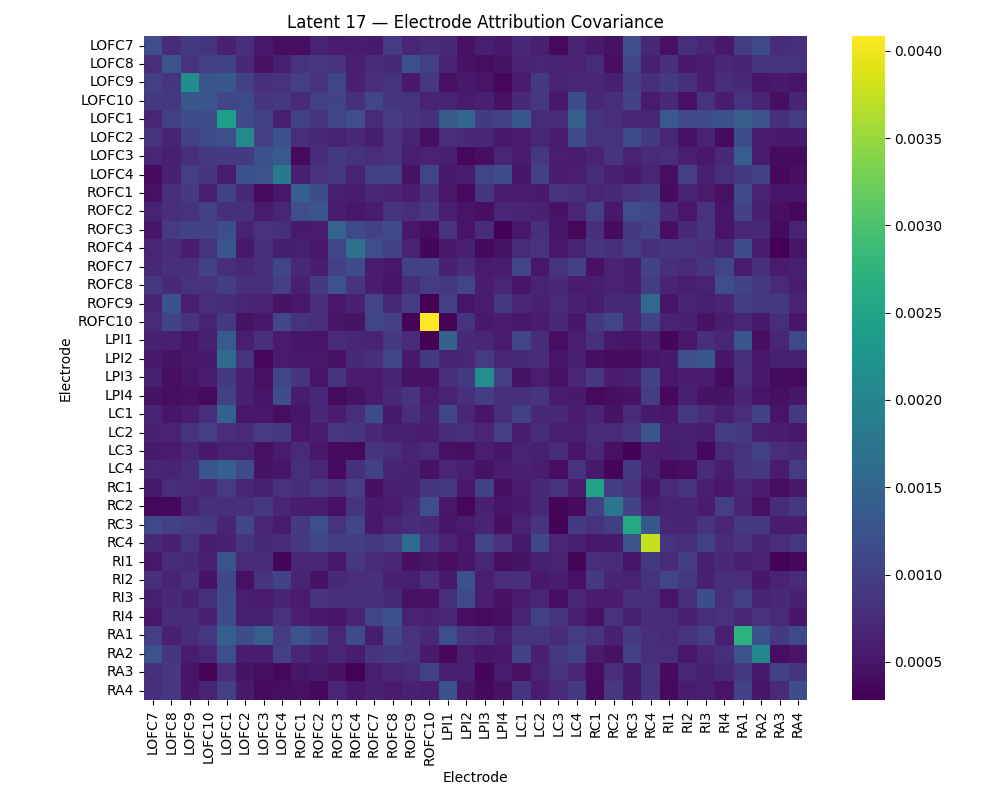 Latent 17 — Electrode Attribution Covariance
Electrode
LOFC7
LOFC8
LOFC9
LOFC10
LOFC1
LOFC2
LOFC3
LOFC4
ROFC1
ROFC2
ROFC3
ROFC4
ROFC7
ROFC8
ROFC9
ROFC10
LPI1
LPI2
LPI3
LPI4
LC1
LC2
LC3
LC4
RC1
RC2
RC3
RC4
RI1
RI2
RI3
RI4
RA1
RA2
RA3
RA4
LOFC7
LOFC8
LOFC9
LOFC10
LOFC1
LOFC2
LOFC3
LOFC4
ROFC1
ROFC2
ROFC3
ROFC4
ROFC7
ROFC8
ROFC9
ROFC10
LPI1
LPI2
LPI3
LPI4
LC1
LC2
LC3
LC4
RC1
RC2
RC3
RC4
RI1
RI2
RI3
RI4
RA1
RA2
RA3
RA4
Electrode
0.0040
0.0035
0.0030
0.0025
0.0020
0.0015
0.0010
0.0005